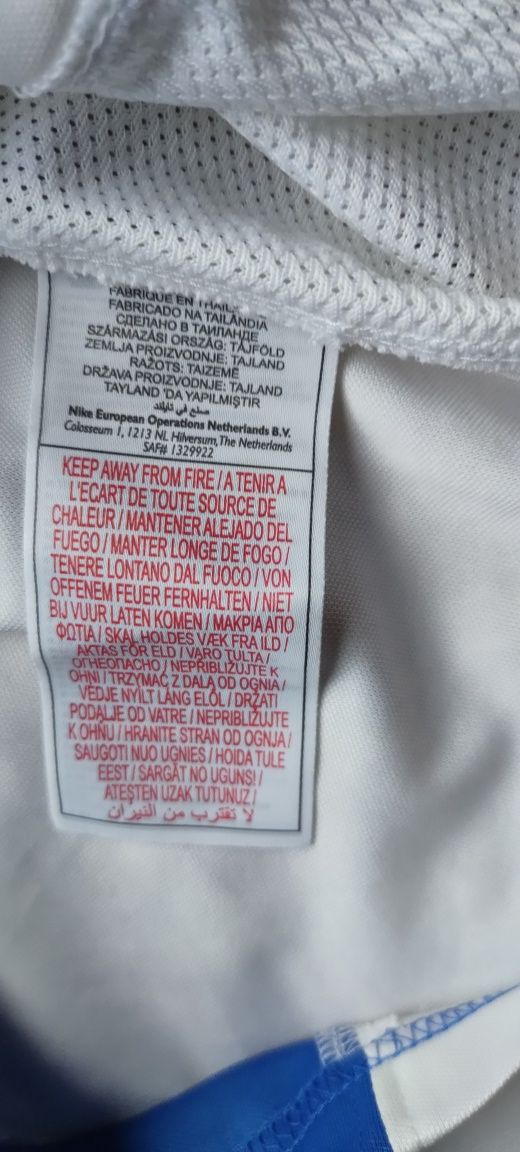 FABRIQUE EN
FABRICADO NA TAILÂNDIA
СДЕЛАНО В ТАИЛАНДЕ
SZÁRMAZÁSI ORSZÁG: TÁJFÖLD
ZEMLJA PROIZVODNJE: TAJLAND
RAŽOTS: TAIZEMĒ
DRŽAVA PROIZVODNJE: TAJLAND
TAYLAND 'DA YAPILMIŞTIR
صنع في تايلند
Nike European Operations Netherlands B.V.
Colosseum 1, 1213 NL Hilversum, The Netherlands
SAF# 1329922
KEEP AWAY FROM FIRE / A TENIR A
L'ECART DE TOUTE SOURCE DE
CHALEUR / MANTENER ALEJADO DEL
FUEGO / MANTER LONGE DE FOGO /
TENERE LONTANO DAL FUOCO / VON
OFFENEM FEUER FERNHALTEN / NIET
BIJ VUUR LATEN KOMEN / ΜΑΚΡΙΑ ΑΠΟ
ΦΩΤΙΑ / SKAL HOLDES VÆK FRA ILD /
AKTAS FÖR ELD / VARO TULTA /
ОГНЕОПАСНО / NEPŘIBLIŽUJTE K
OHNI / TRZYMAĆ Z DALA OD OGNIA /
VÉDJE NYÍLT LÁNG ELŐL / DRŽATI
PODALJE OD VATRE / NEPRIBLIŽUJTE
K OHŇU / HRANITE STRAN OD OGNJA /
SAUGOTI NUO UGNIES / HOIDA TULE
EEST / SARGĀT NO UGUNS! /
ATEŞTEN UZAK TUTUNUZ /
لا تقترب من النيران